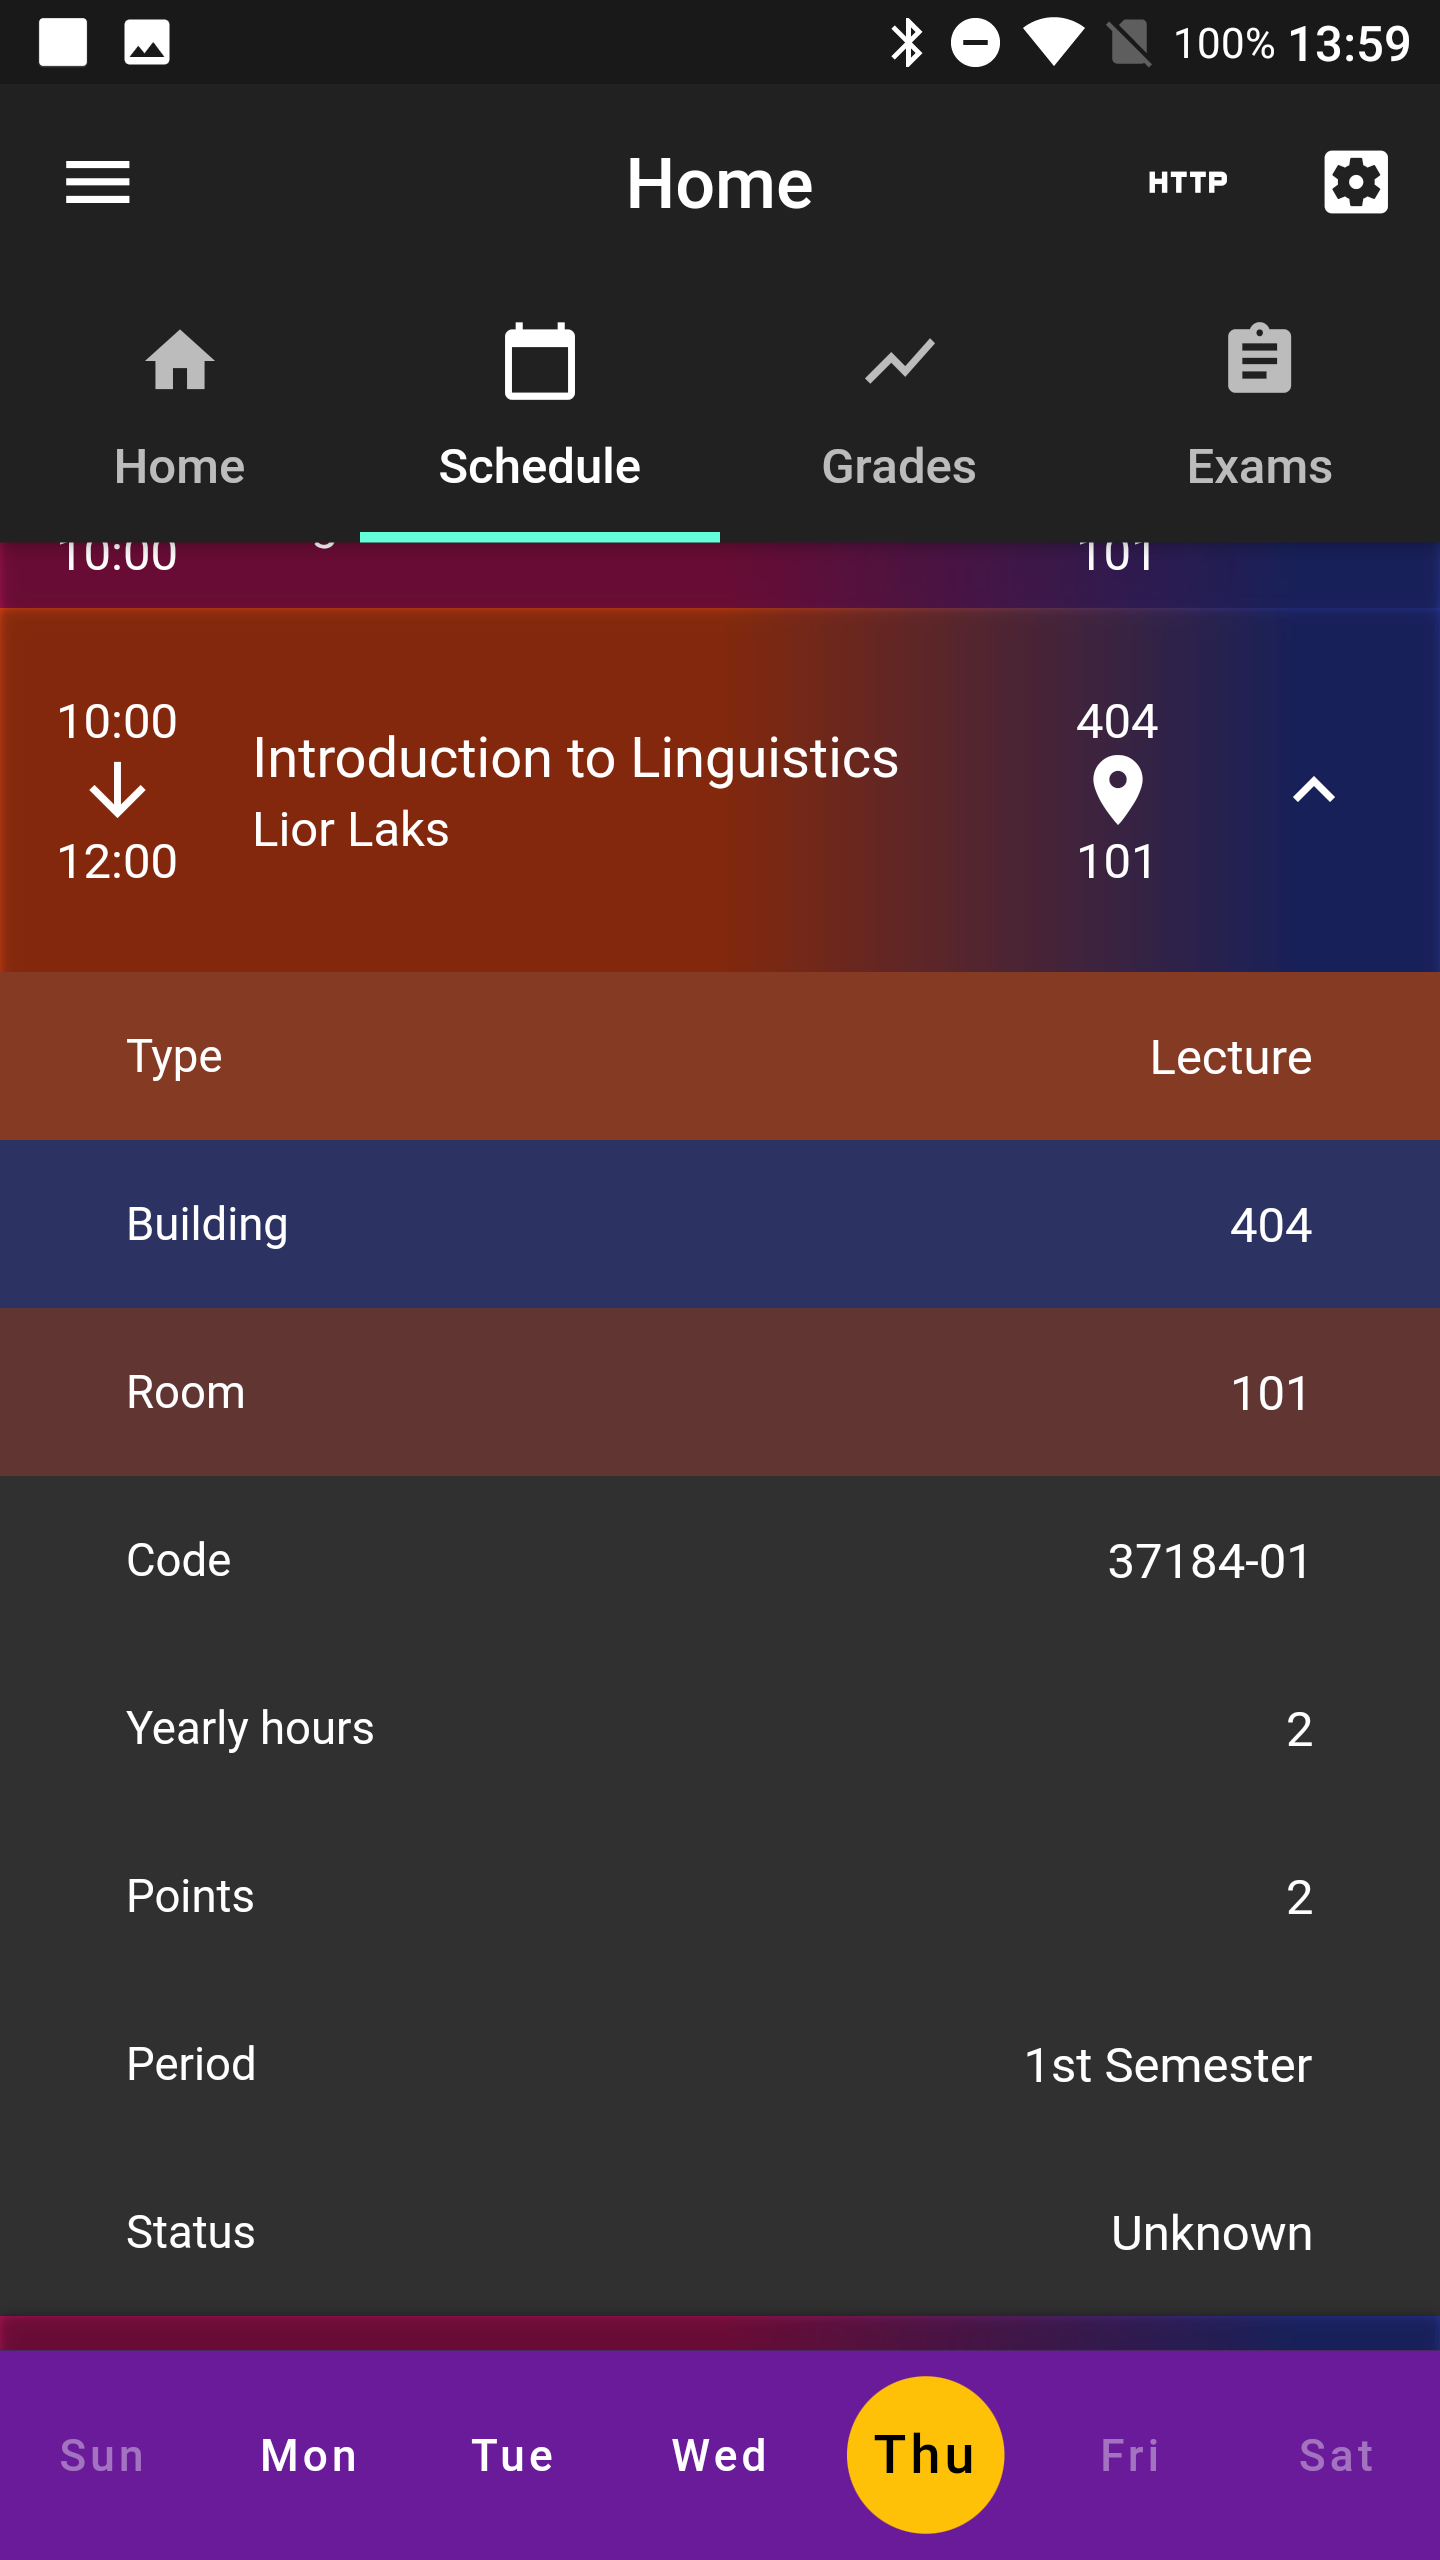 100% 13:59
Home
HTTP
Home
Schedule
Grades
Exams
10:00
101
10:00
12:00
Introduction to Linguistics
Lior Laks
404
101
Type
Lecture
Building
404
Room
101
Code
37184-01
Yearly hours
2
Points
2
Period
1st Semester
Status
Unknown
Sun Mon Tue Wed Thu Fri Sat